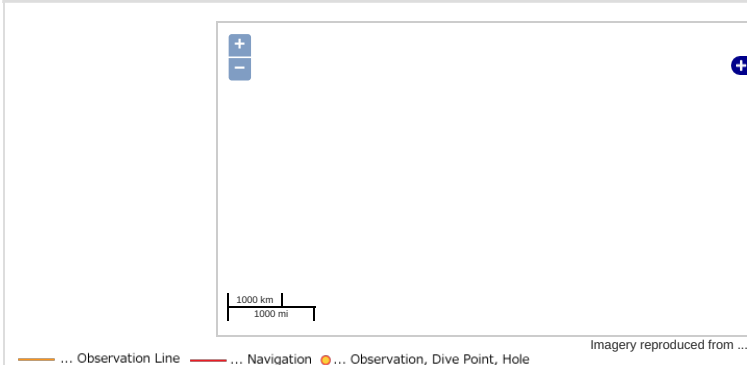 +
−
+
1000 km
1000 mi
Imagery reproduced from ...
... Observation Line ... Navigation ... Observation, Dive Point, Hole